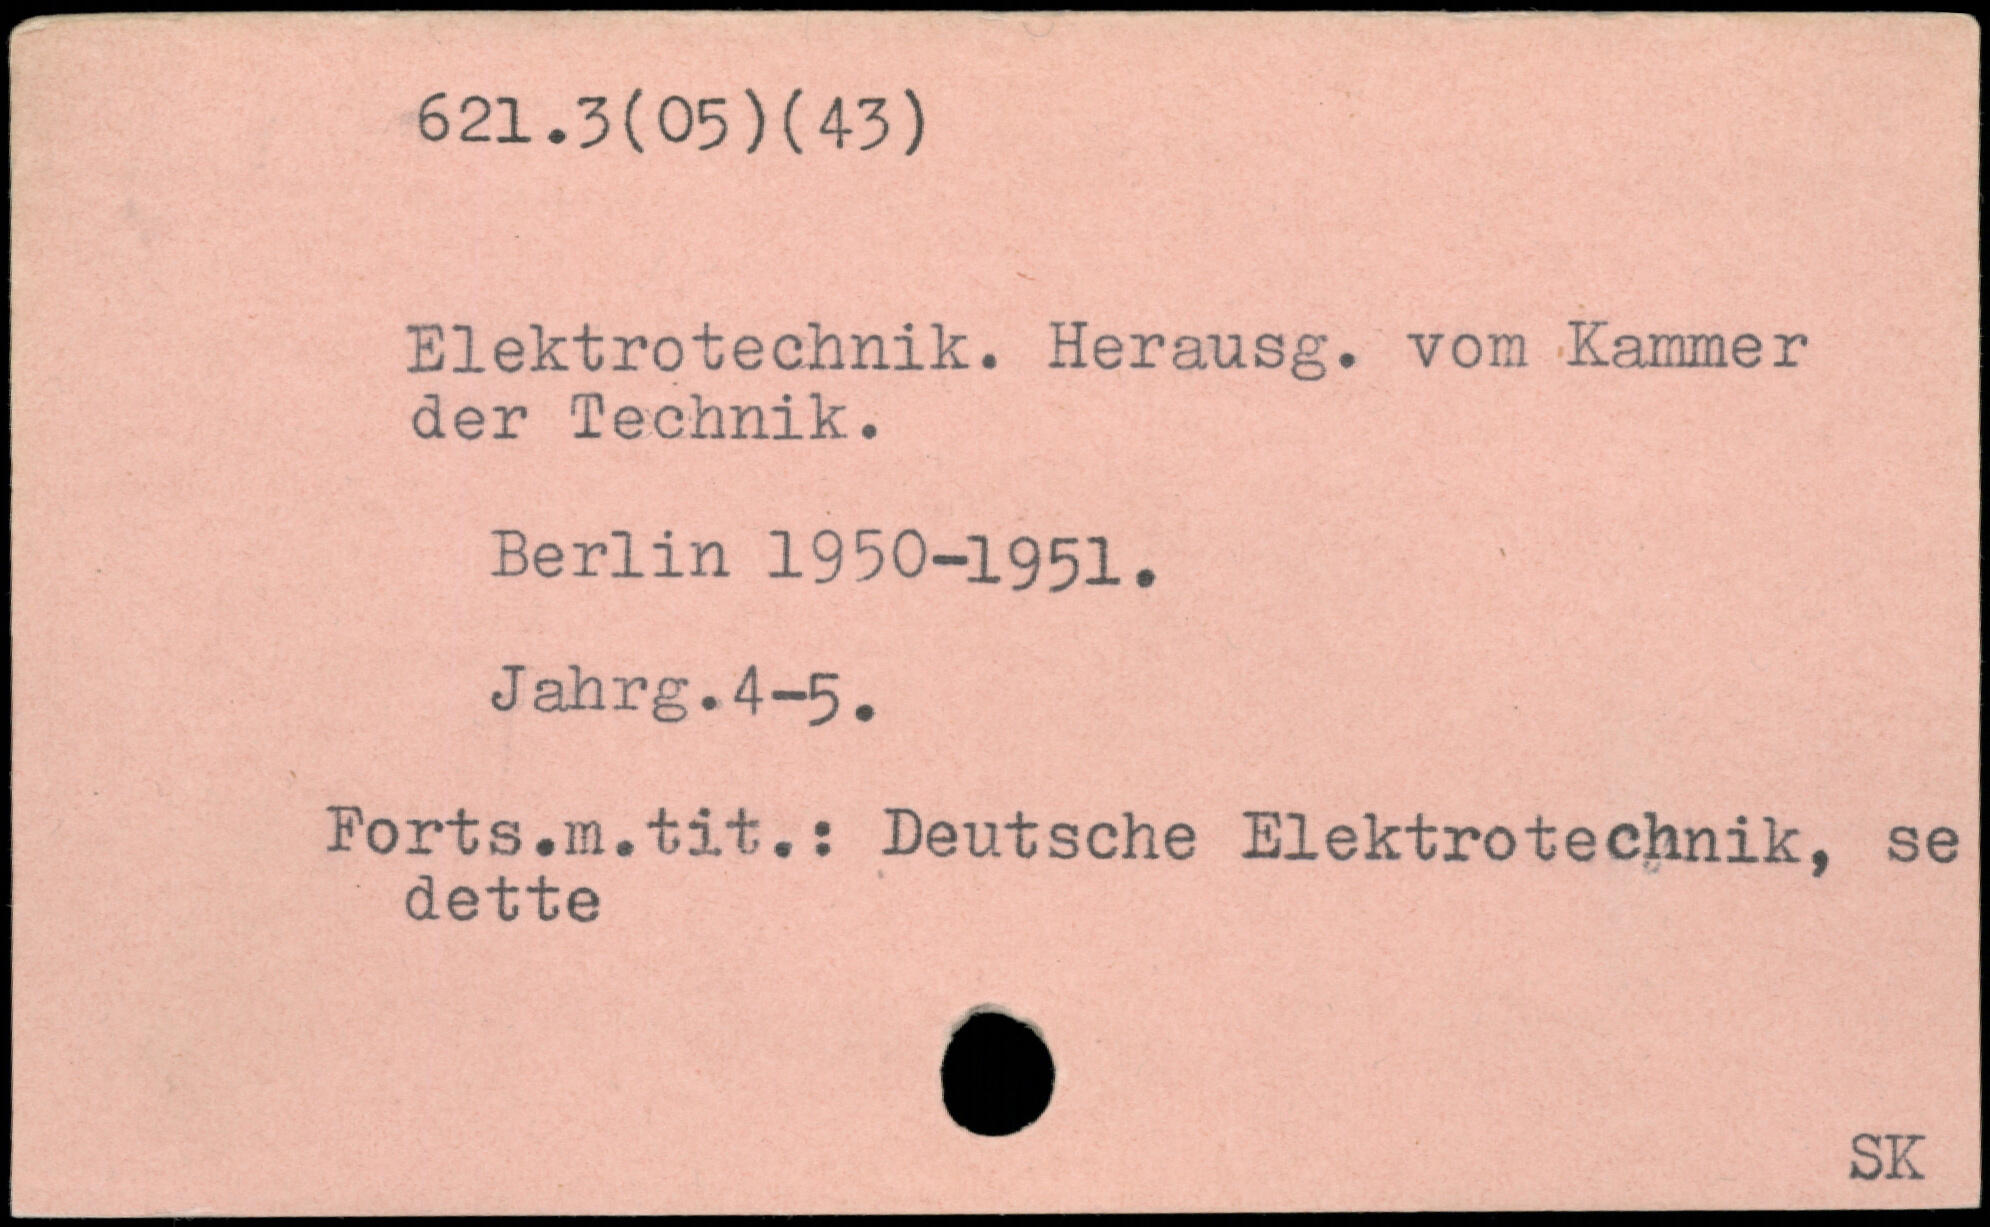 621.3(05)(43)
Elektrotechnik. Herausg. vom Kammer
der Technik.
Berlin 1950-1951.
Jahrg.4-5.
Forts.m.tit.: Deutsche Elektrotechnik, se
dette
SK